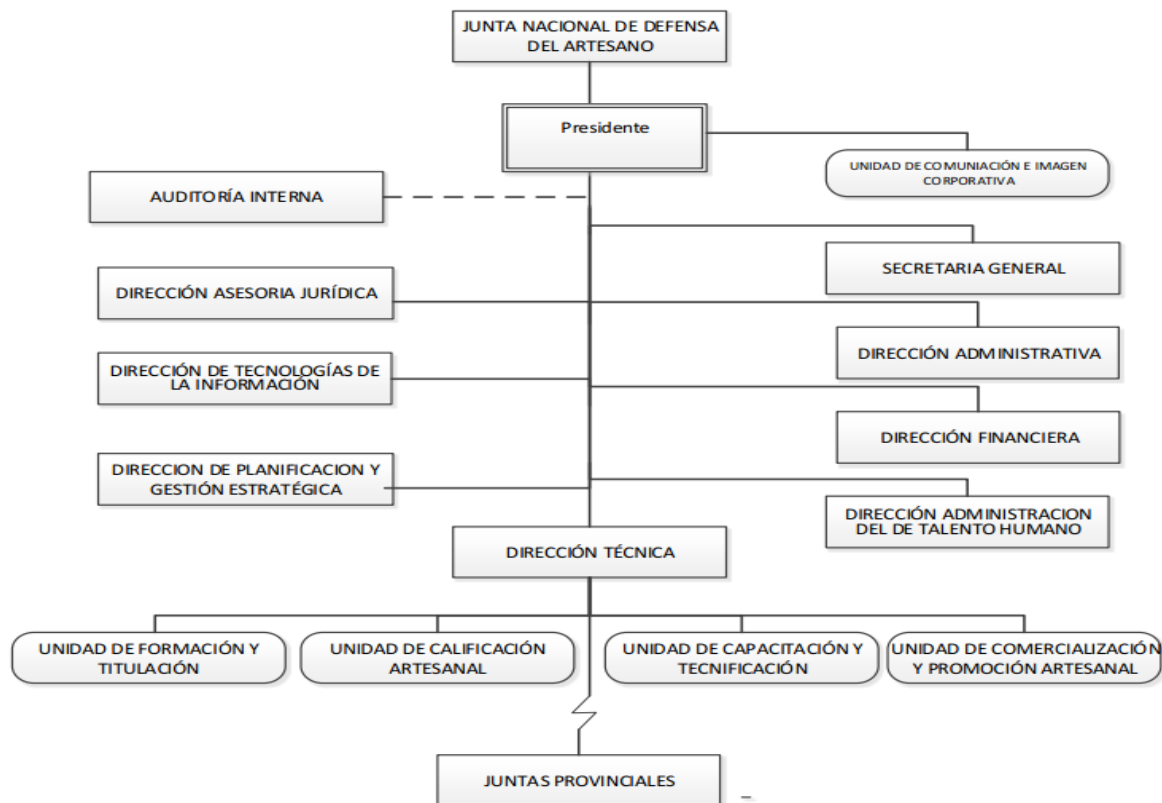 JUNTA NACIONAL DE DEFENSA
DEL ARTESANO
Presidente
UNIDAD DE COMUNIACIÓN E IMAGEN
CORPORATIVA
AUDITORÍA INTERNA
SECRETARIA GENERAL
DIRECCIÓN ASESORIA JURÍDICA
DIRECCIÓN ADMINISTRATIVA
DIRECCIÓN DE TECNOLOGÍAS DE
LA INFORMACIÓN
DIRECCIÓN FINANCIERA
DIRECCION DE PLANIFICACION Y
GESTIÓN ESTRATÉGICA
DIRECCIÓN ADMINISTRACION
DEL DE TALENTO HUMANO
DIRECCIÓN TÉCNICA
UNIDAD DE FORMACIÓN Y
TITULACIÓN
UNIDAD DE CALIFICACIÓN
ARTESANAL
UNIDAD DE CAPACITACIÓN Y
TECNIFICACIÓN
UNIDAD DE COMERCIALIZACIÓN
Y PROMOCIÓN ARTESANAL
JUNTAS PROVINCIALES